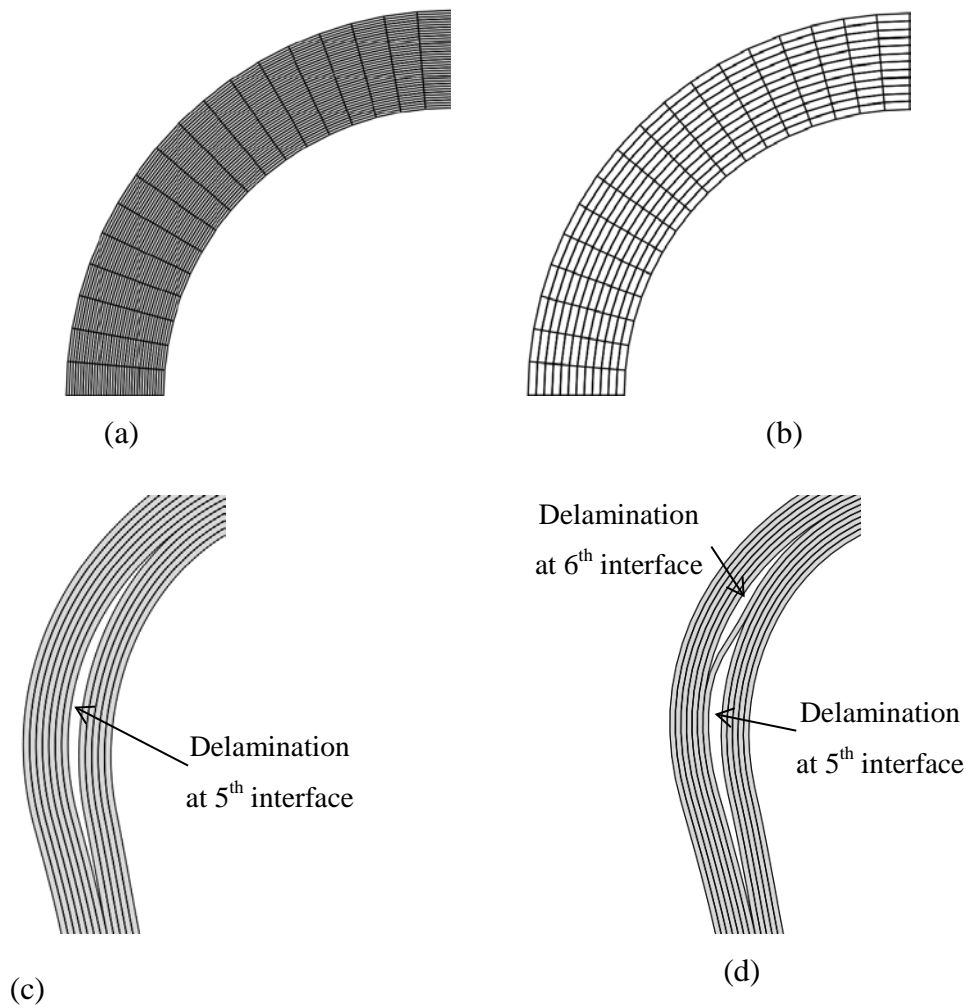 (a)
(b)
Delamination
at 6th interface
Delamination
at 5th interface
Delamination
at 5th interface
(c)
(d)